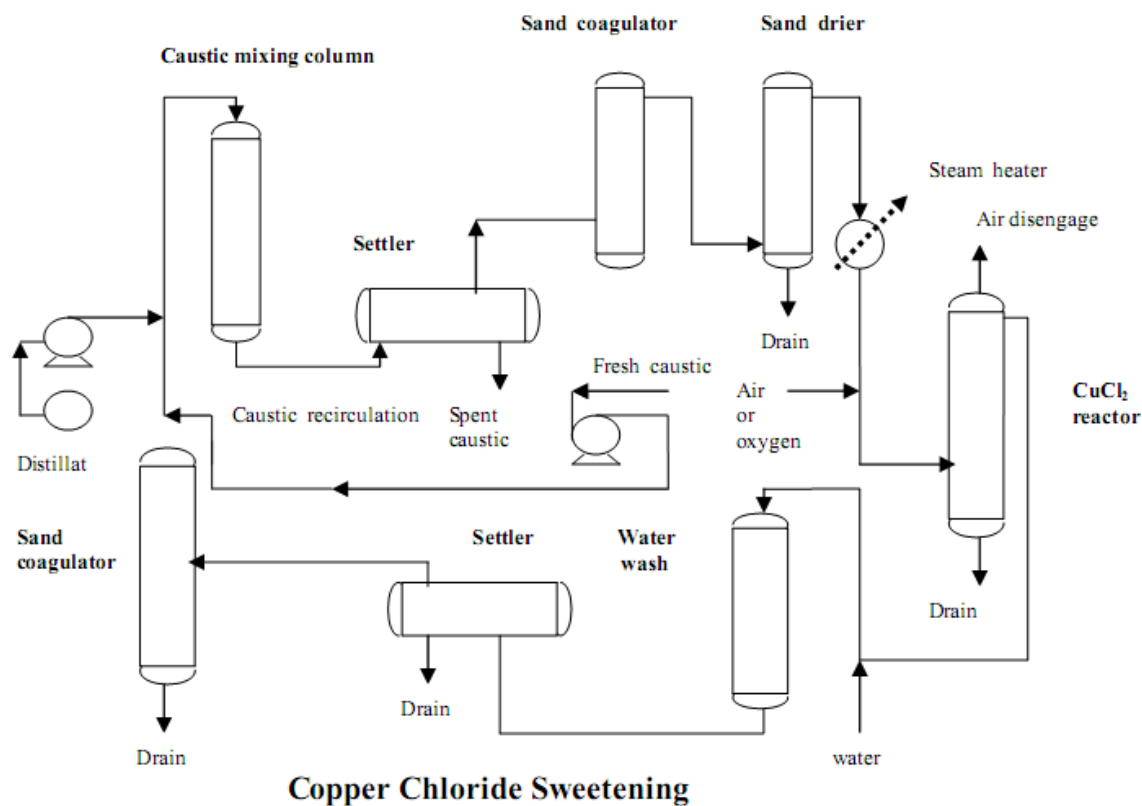 Sand coagulator
Sand drier
Caustic mixing column
Steam heater
Air disengage
Settler
Drain
Fresh caustic
Air
or
oxygen
CuCl₂
reactor
Caustic recirculation
Spent
caustic
Distillat
Sand
coagulator
Settler
Water
wash
Drain
Drain
Drain
water
Copper Chloride Sweetening